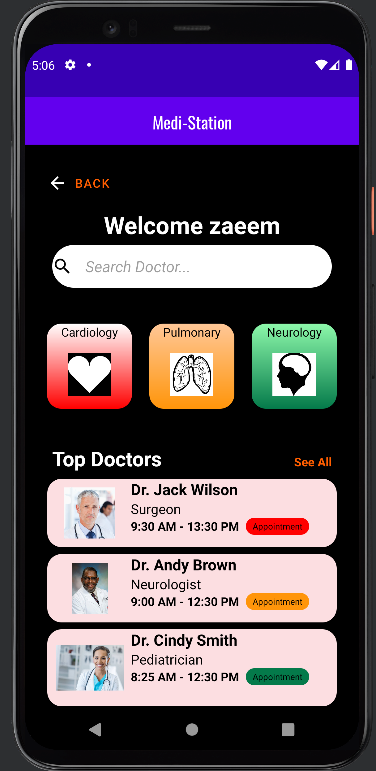 5:06
Medi-Station
BACK
Welcome zaeem
Search Doctor...
Cardiology Pulmonary Neurology
Top Doctors See All
Dr. Jack Wilson
Surgeon
9:30 AM - 13:30 PM Appointment
Dr. Andy Brown
Neurologist
9:00 AM - 12:30 PM Appointment
Dr. Cindy Smith
Pediatrician
8:25 AM - 12:30 PM Appointment